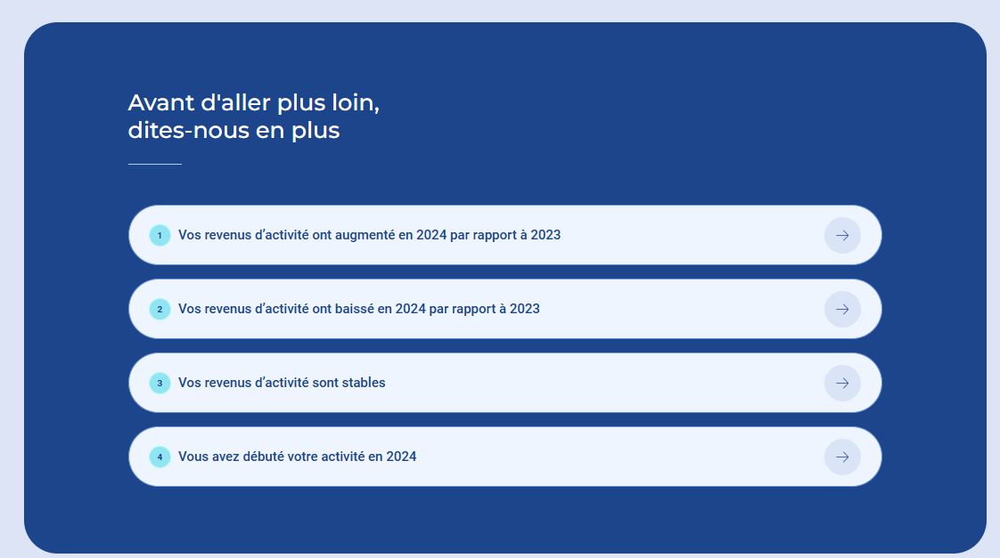 Avant d'aller plus loin,
dites-nous en plus
1 Vos revenus d’activité ont augmenté en 2024 par rapport à 2023
2 Vos revenus d’activité ont baissé en 2024 par rapport à 2023
3 Vos revenus d’activité sont stables
4 Vous avez débuté votre activité en 2024